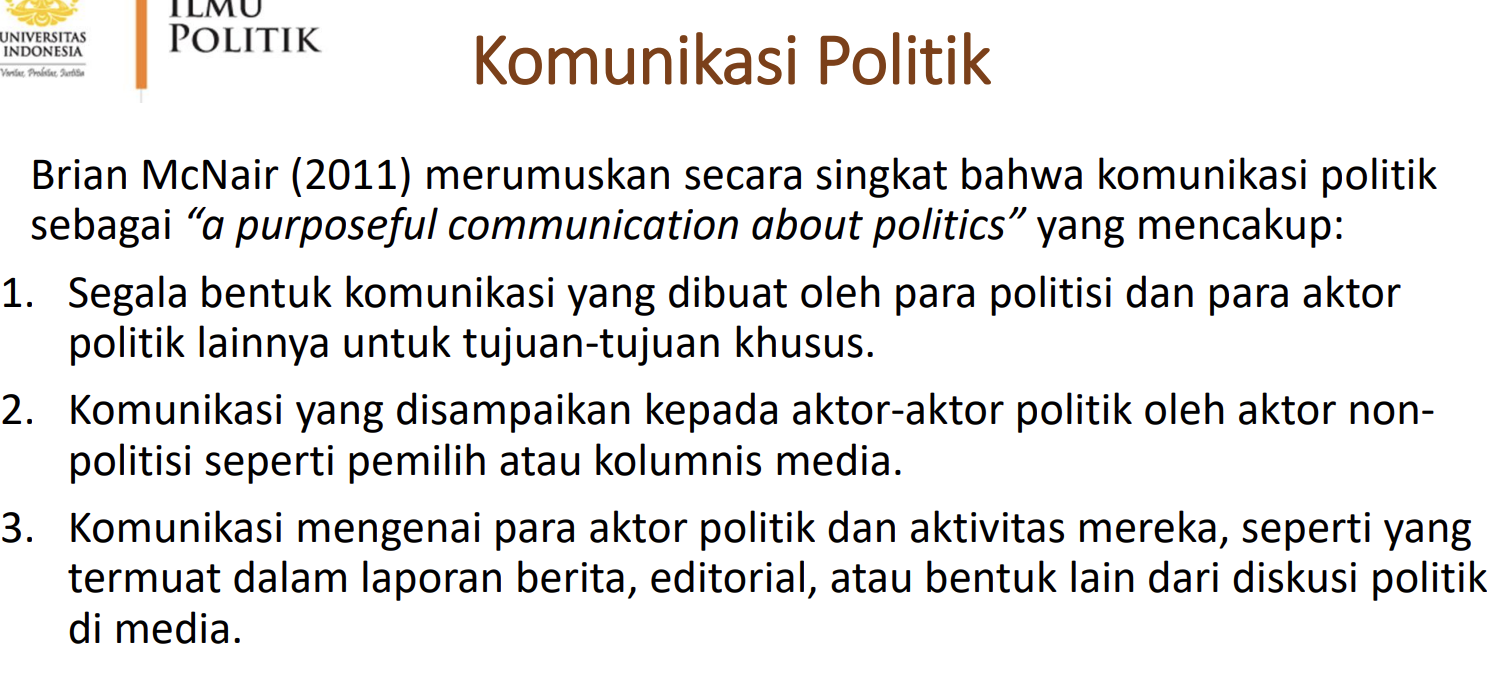 UNIVERSITAS
INDONESIA
Veritas, Probitas, Justitia
ILMU
POLITIK
Komunikasi Politik
Brian McNair (2011) merumuskan secara singkat bahwa komunikasi politik
sebagai “a purposeful communication about politics” yang mencakup:
1. Segala bentuk komunikasi yang dibuat oleh para politisi dan para aktor
politik lainnya untuk tujuan-tujuan khusus.
2. Komunikasi yang disampaikan kepada aktor-aktor politik oleh aktor non-
politisi seperti pemilih atau kolumnis media.
3. Komunikasi mengenai para aktor politik dan aktivitas mereka, seperti yang
termuat dalam laporan berita, editorial, atau bentuk lain dari diskusi politik
di media.